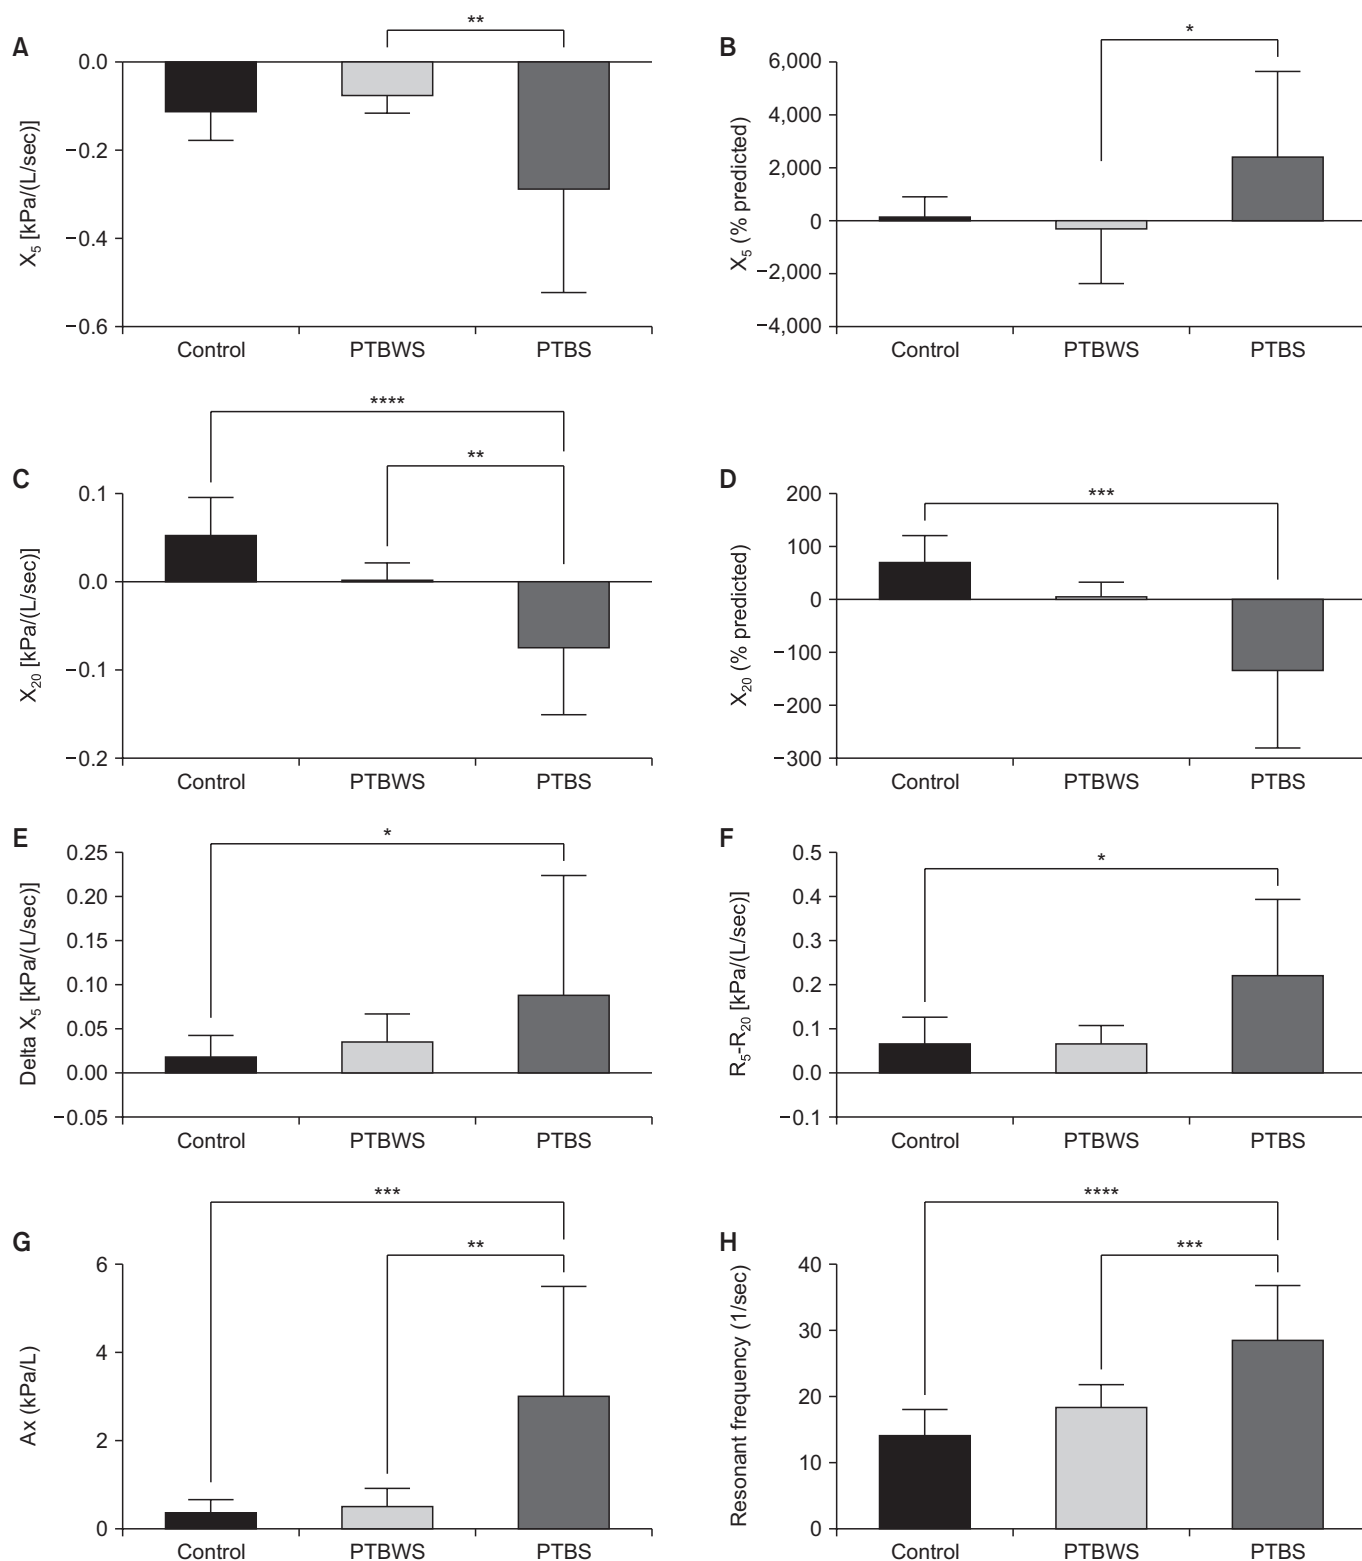 A
**
0.0
−0.2
−0.4
−0.6
X5 [kPa/(L/sec)]
Control PTBWS PTBS
B
*
6,000
4,000
2,000
0
−2,000
−4,000
X5 (% predicted)
Control PTBWS PTBS
C
****
**
0.1
0.0
−0.1
−0.2
X20 [kPa/(L/sec)]
Control PTBWS PTBS
D
***
200
100
0
−100
−200
−300
X20 (% predicted)
Control PTBWS PTBS
E
*
0.25
0.20
0.15
0.10
0.05
0.00
−0.05
Delta X5 [kPa/(L/sec)]
Control PTBWS PTBS
F
*
0.5
0.4
0.3
0.2
0.1
0.0
−0.1
R5-R20 [kPa/(L/sec)]
Control PTBWS PTBS
G
***
**
6
4
2
0
Ax (kPa/L)
Control PTBWS PTBS
H
****
***
40
30
20
10
0
Resonant frequency (1/sec)
Control PTBWS PTBS